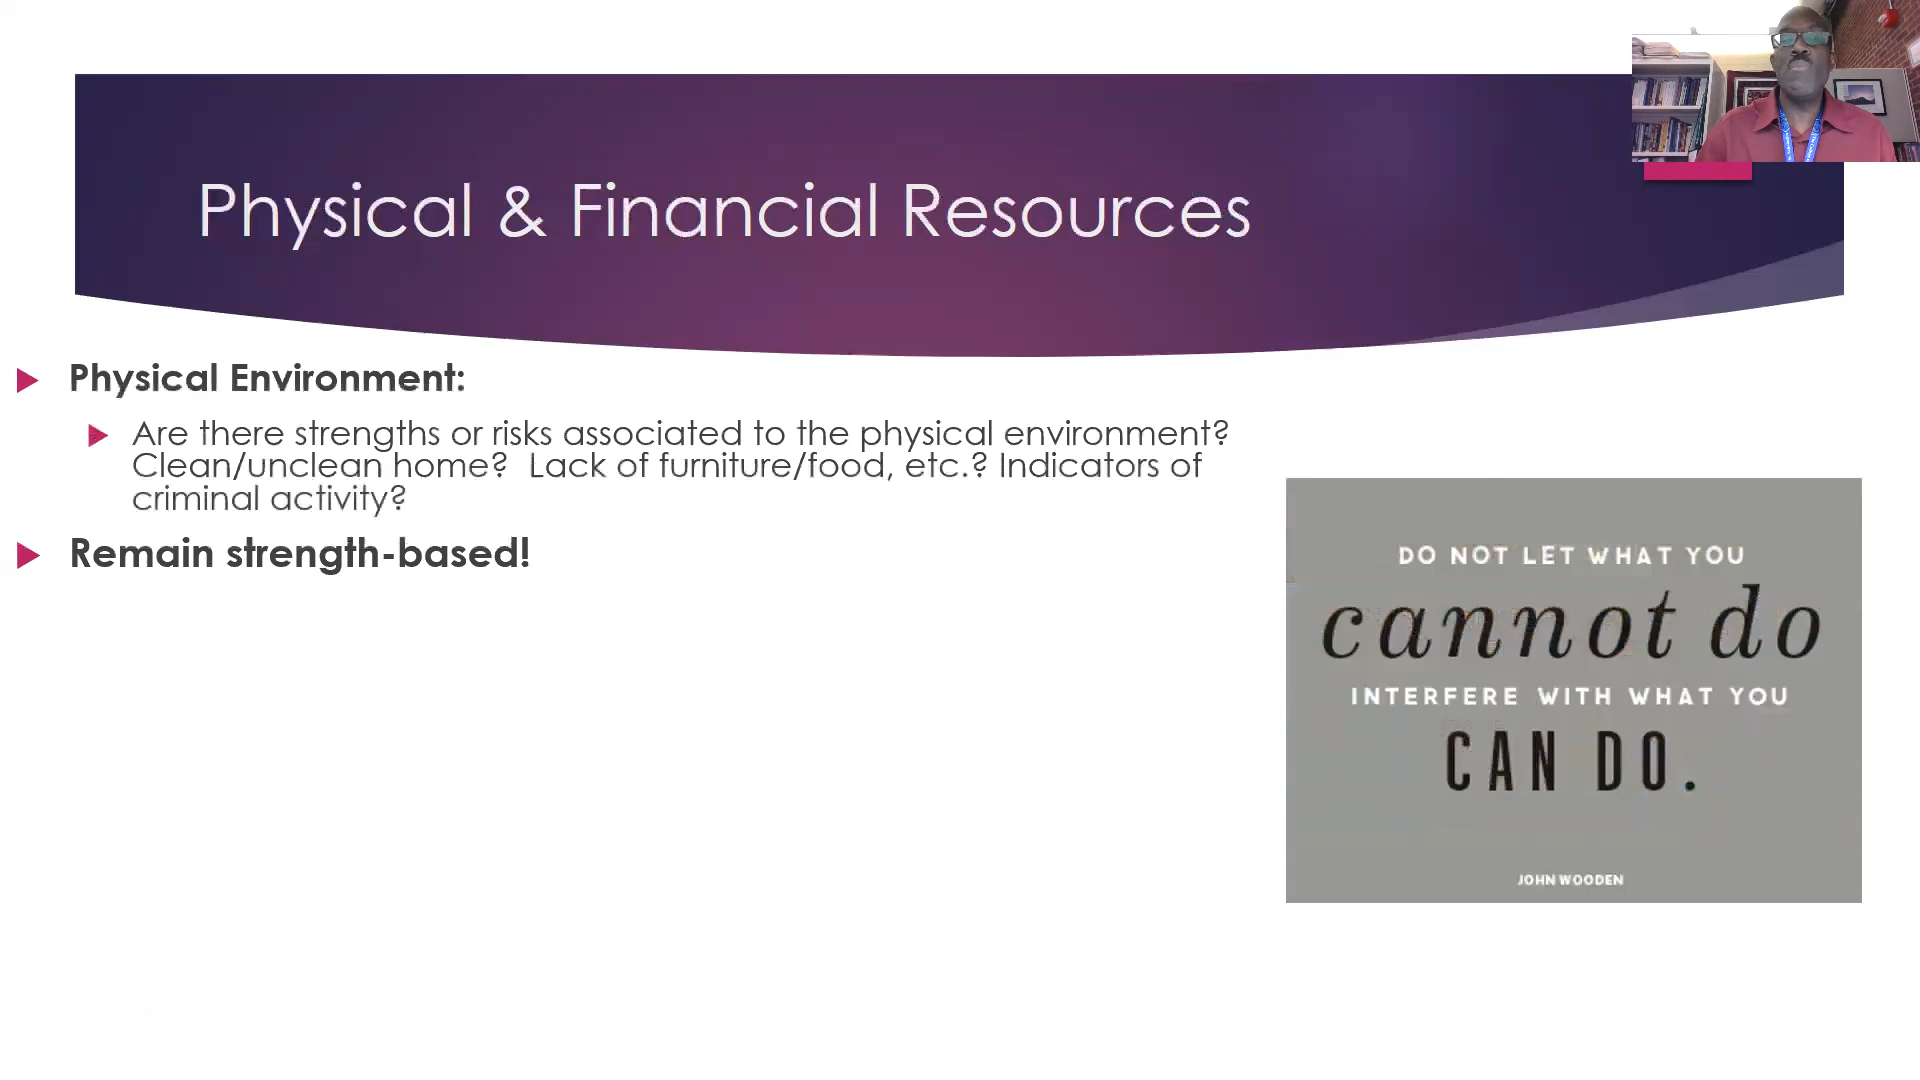 Physical & Financial Resources
Physical Environment:
Are there strengths or risks associated to the physical environment?
Clean/unclean home?  Lack of furniture/food, etc.? Indicators of
criminal activity?
Remain strength-based!
DO NOT LET WHAT YOU
cannot do
INTERFERE WITH WHAT YOU
CAN DO.
JOHN WOODEN